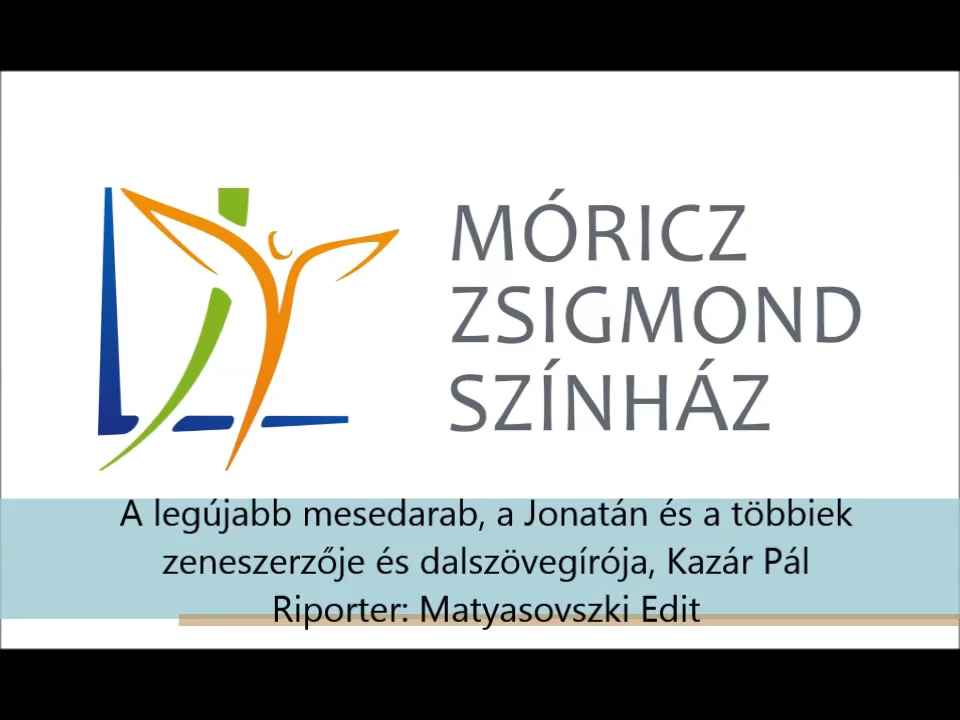 MÓRICZ
ZSIGMOND
SZÍNHÁZ
A legújabb mesedarab, a Jonatán és a többiek
zeneszerzője és dalszövegírója, Kazár Pál
Riporter: Matyasovszki Edit